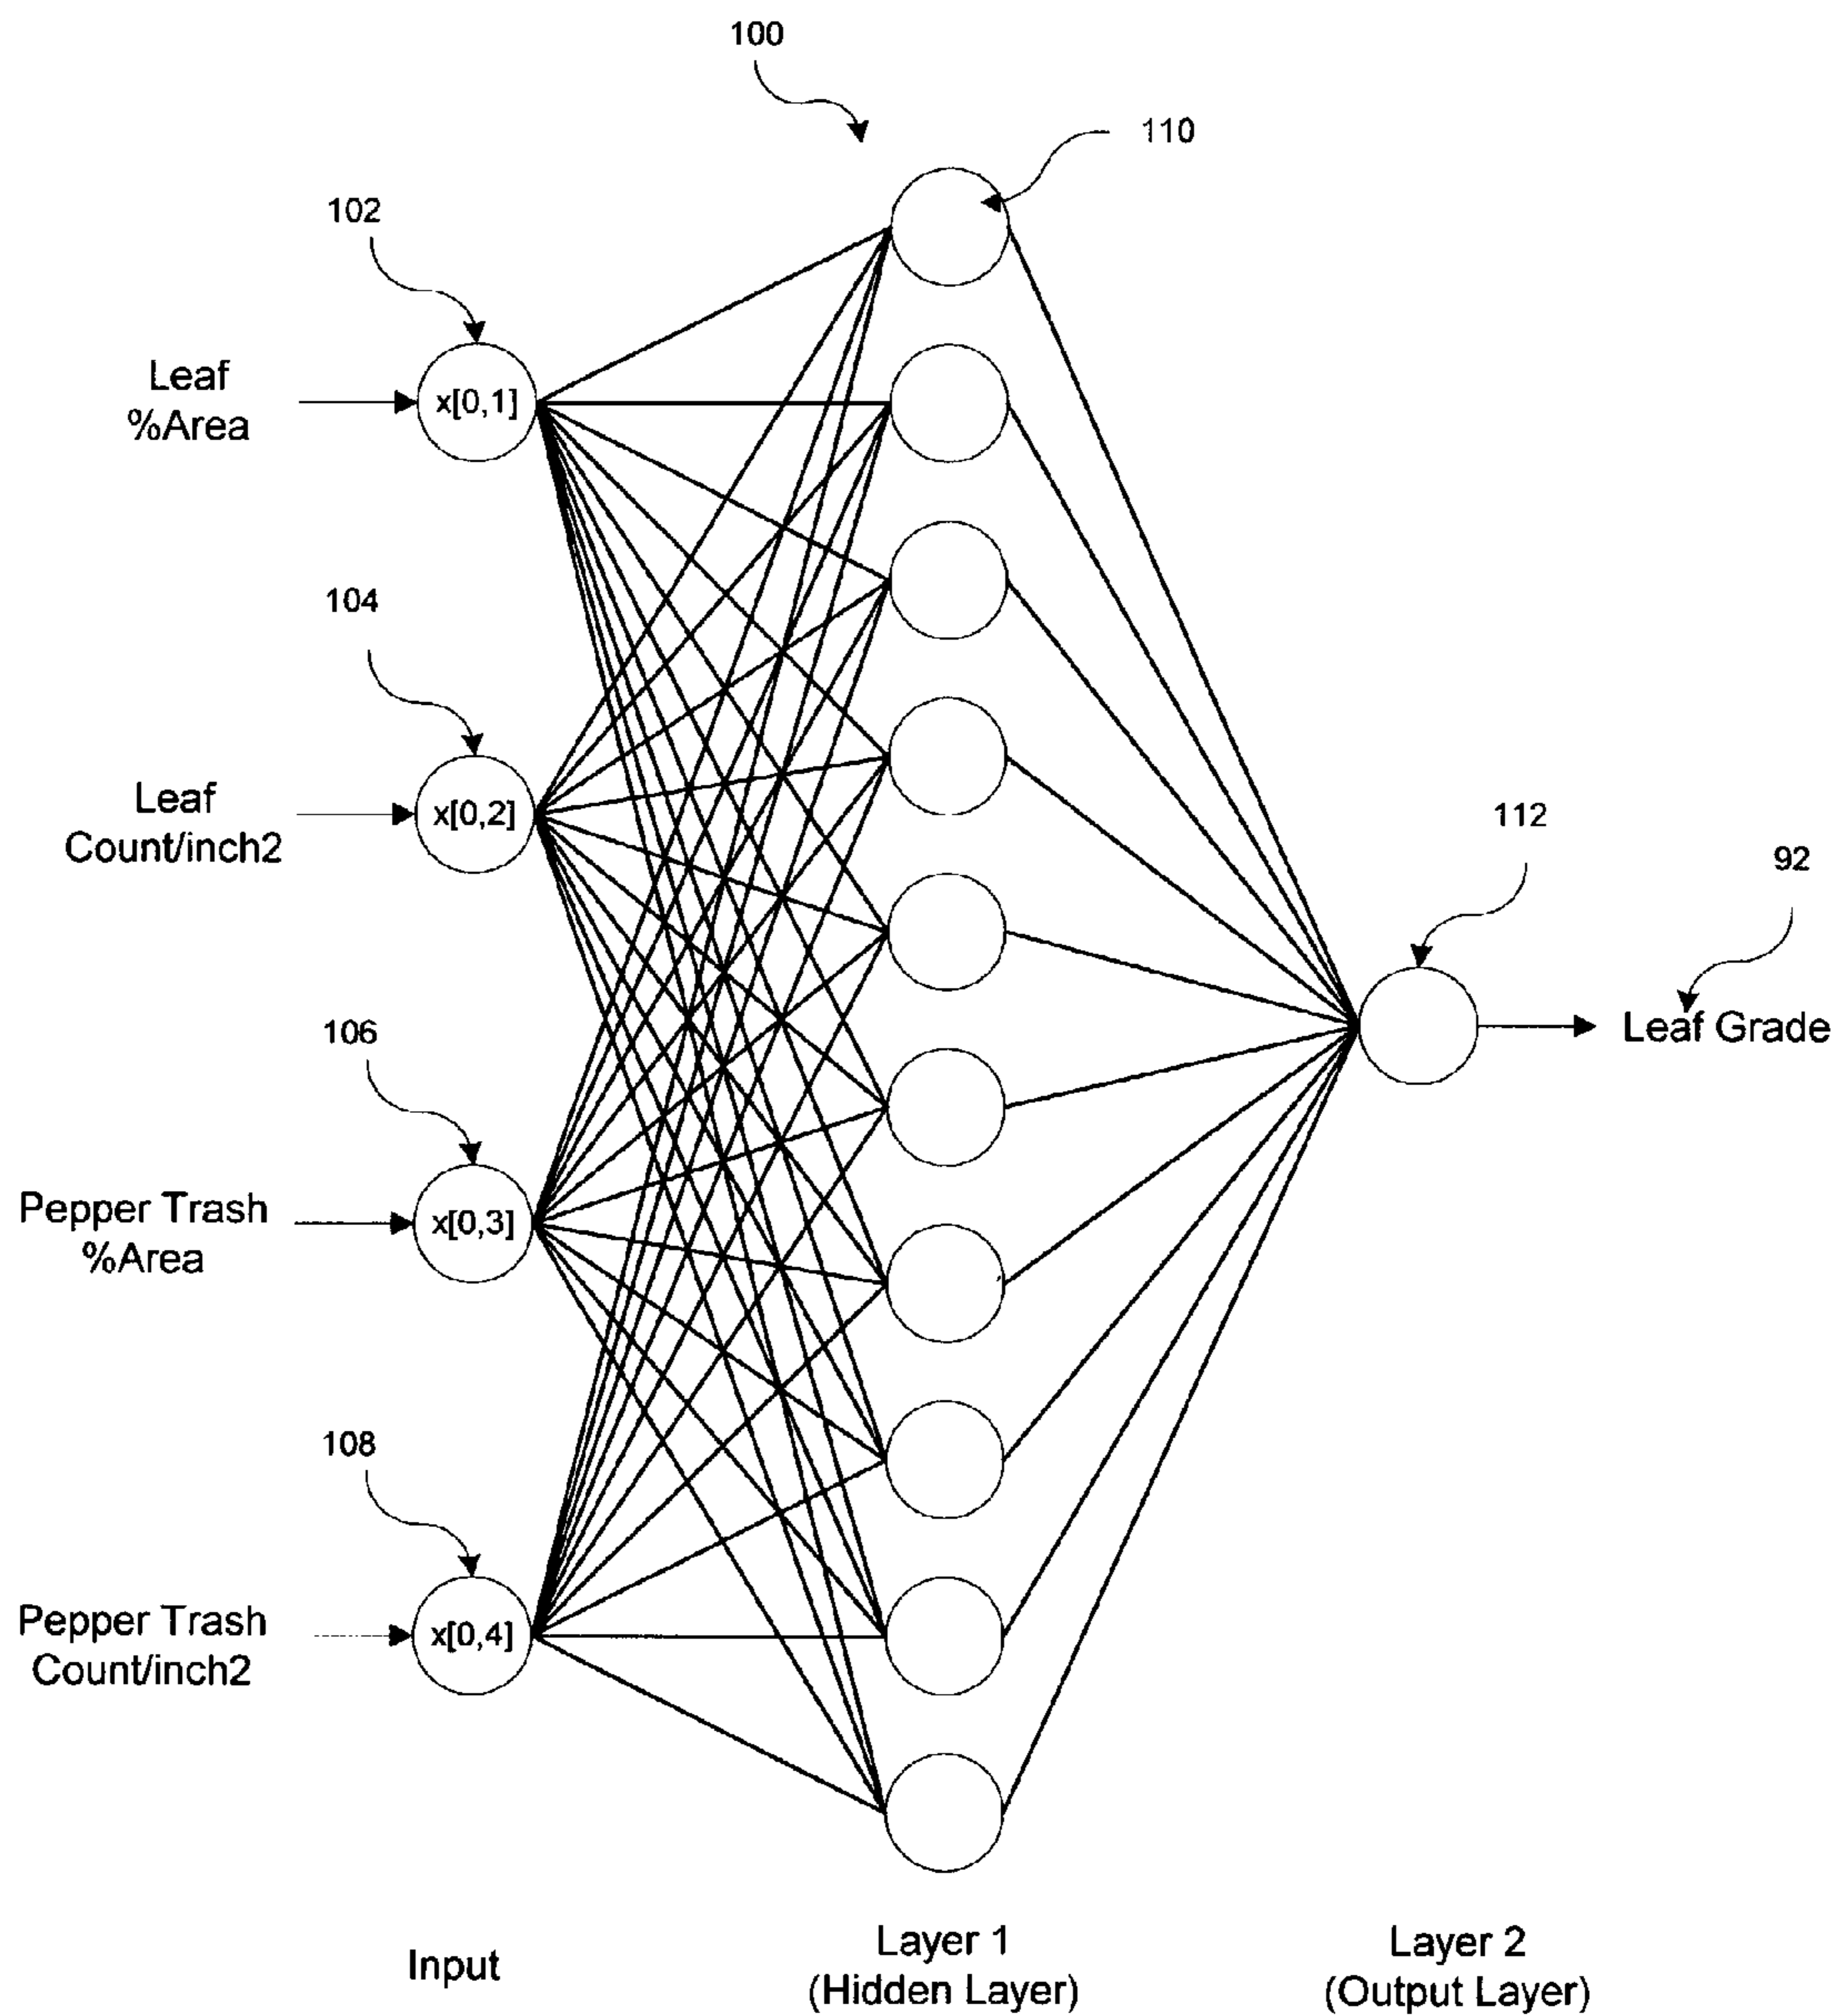 100
110
102
Leaf
%Area
x[0,1]
104
Leaf
Count/inch2
x[0,2]
112
92
106
Leaf Grade
Pepper Trash
%Area
x[0,3]
108
Pepper Trash
Count/inch2
x[0,4]
Input
Layer 1
(Hidden Layer)
Layer 2
(Output Layer)